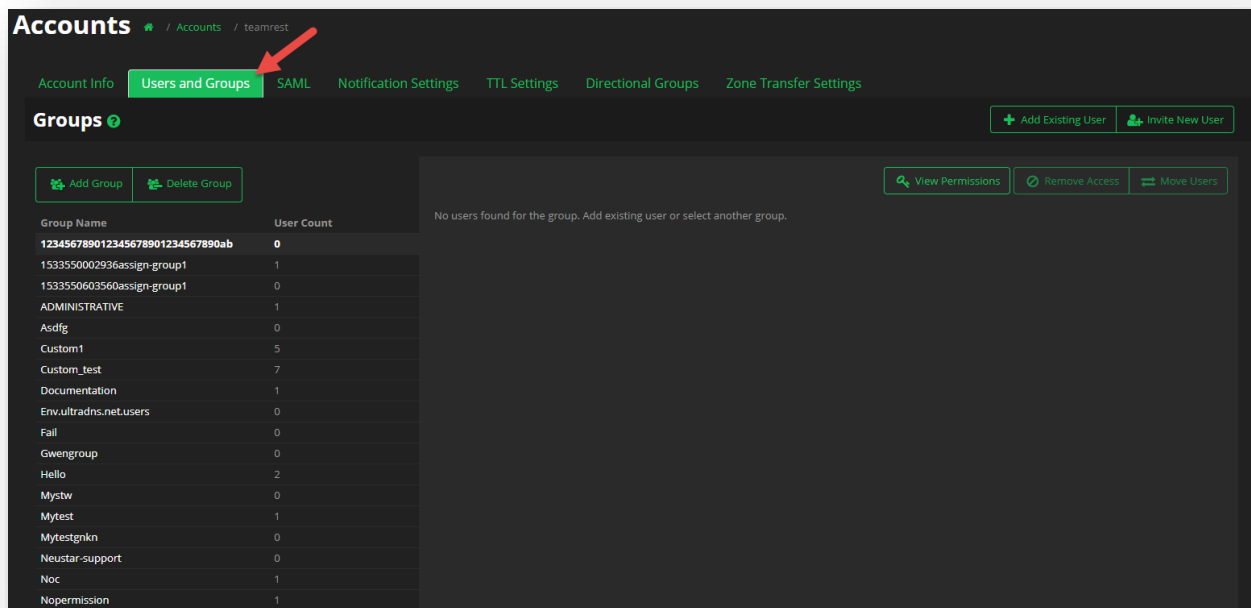 Accounts / Accounts / teamrest
Account Info Users and Groups SAML Notification Settings TTL Settings Directional Groups Zone Transfer Settings
Groups ? Add Existing User Invite New User
Add Group Delete Group View Permissions Remove Access Move Users
Group Name User Count No users found for the group. Add existing user or select another group.
123456789012345678901234567890ab 0
1533550002936assign-group1 1
1533550603560assign-group1 0
ADMINISTRATIVE 1
Asdfg 0
Custom1 5
Custom_test 7
Documentation 1
Env.ultradns.net.users 0
Fail 0
Gwengroup 0
Hello 2
Mystw 0
Mytest 1
Mytestgnkn 0
Neustar-support 0
Noc 1
Nopermission 1